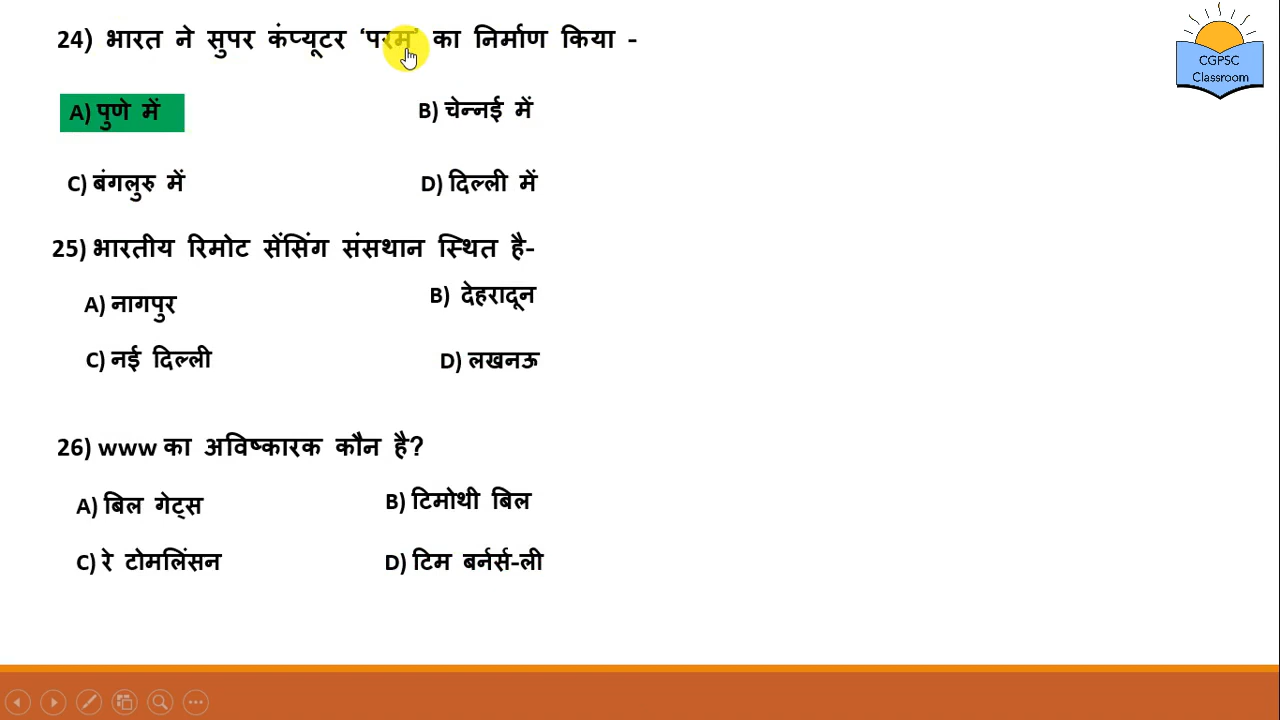 24) भारत ने सुपर कंप्यूटर ‘परम’ का निर्माण किया -
A) पुणे में
B) चेन्नई में
C) बंगलुरु में
D) दिल्ली में
25) भारतीय रिमोट सेंसिंग संसथान स्थित है-
A) नागपुर
B) देहरादून
C) नई दिल्ली
D) लखनऊ
26) www का अविष्कारक कौन है?
A) बिल गेट्स
B) टिमोथी बिल
C) रे टोमलिंसन
D) टिम बर्नर्स-ली
CGPSC
Classroom